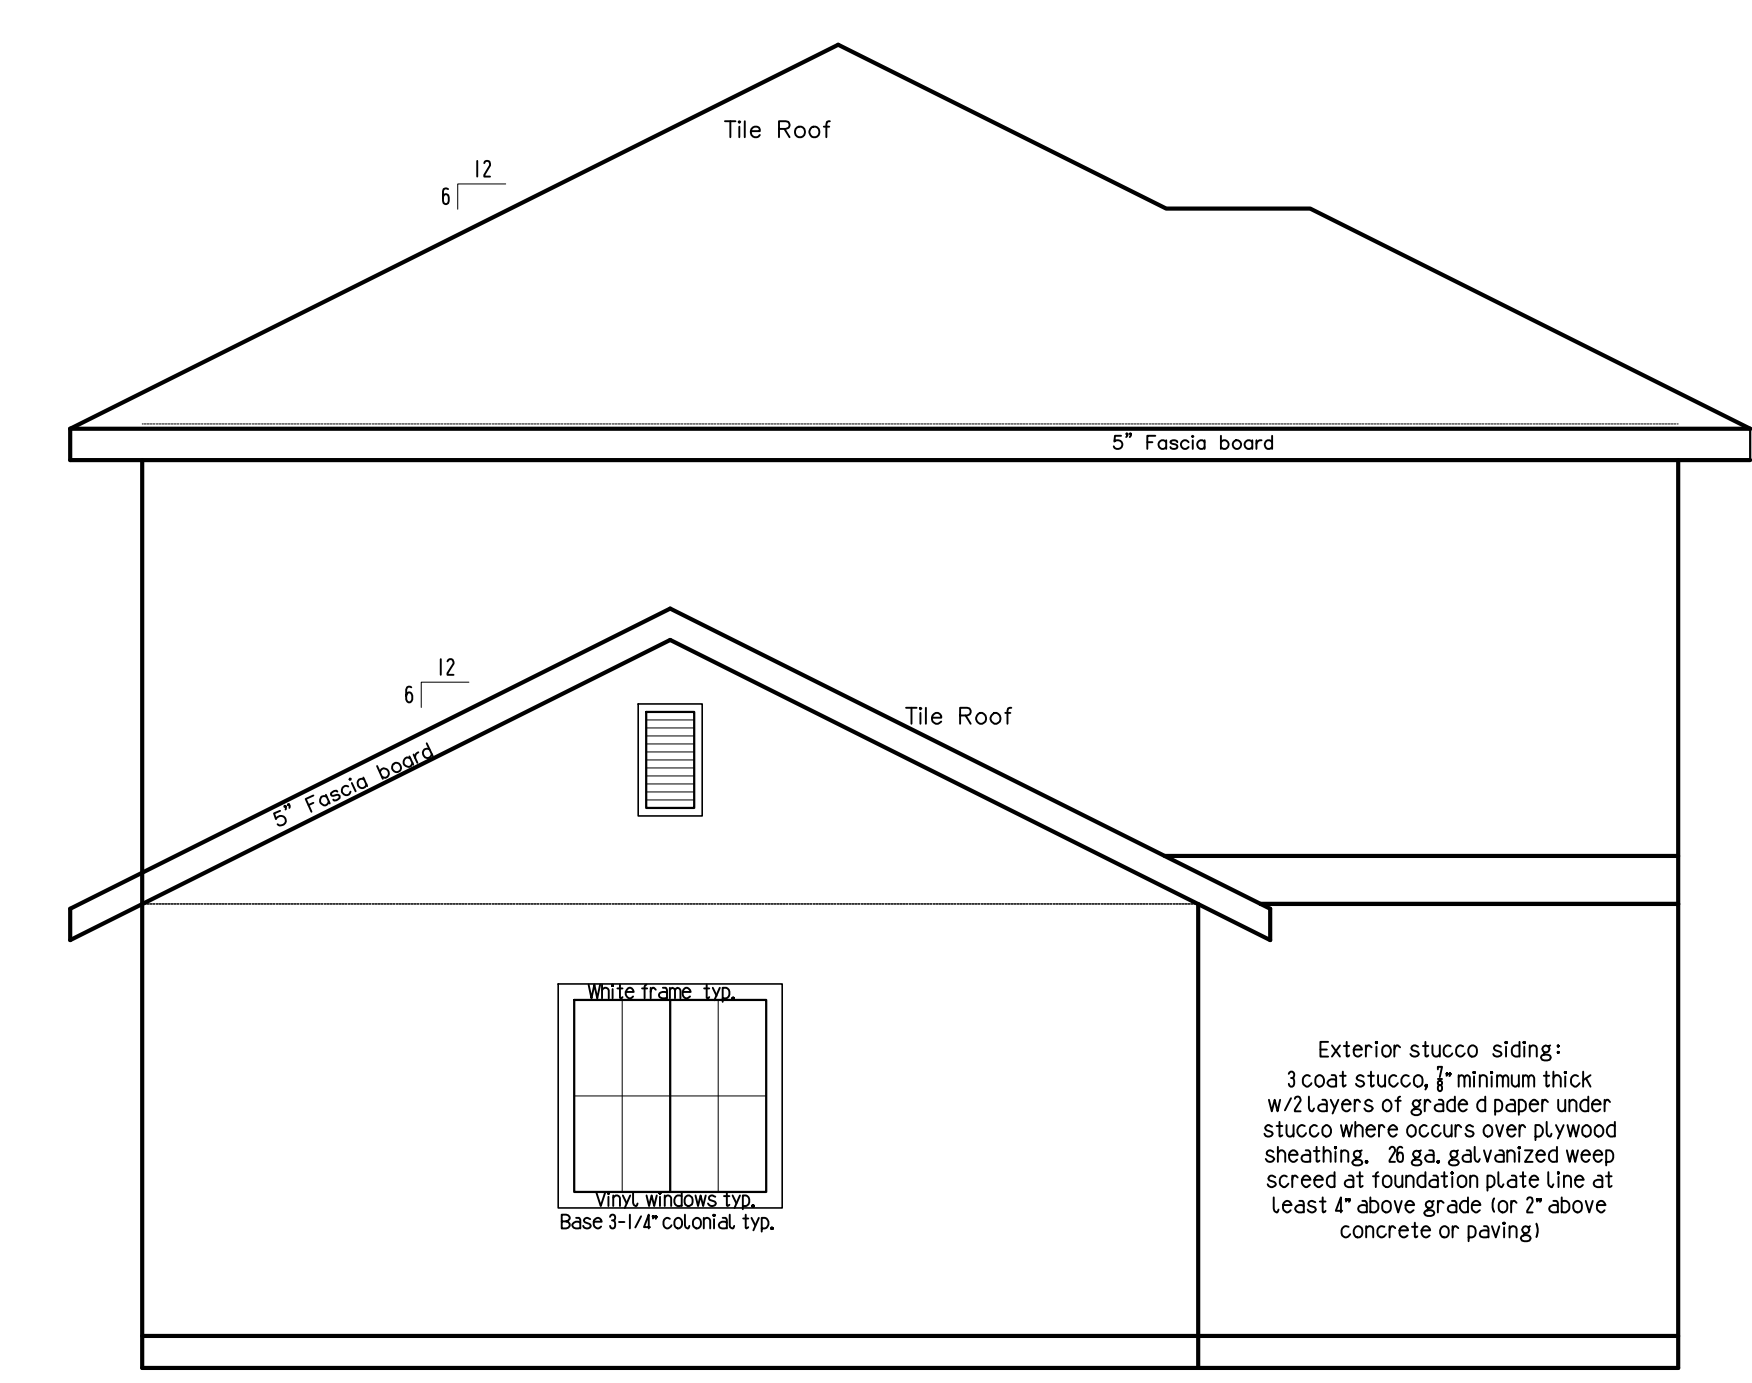 Tile Roof
12
6
5" Fascia board
12
6
Tile Roof
5" Fascia board
White frame typ.
Vinyl windows typ.
Base 3-1/4" colonial typ.
Exterior stucco siding:
3 coat stucco, 7/8" minimum thick
w/2 layers of grade d paper under
stucco where occurs over plywood
sheathing. 26 ga. galvanized weep
screed at foundation plate line at
least 4" above grade (or 2" above
concrete or paving)